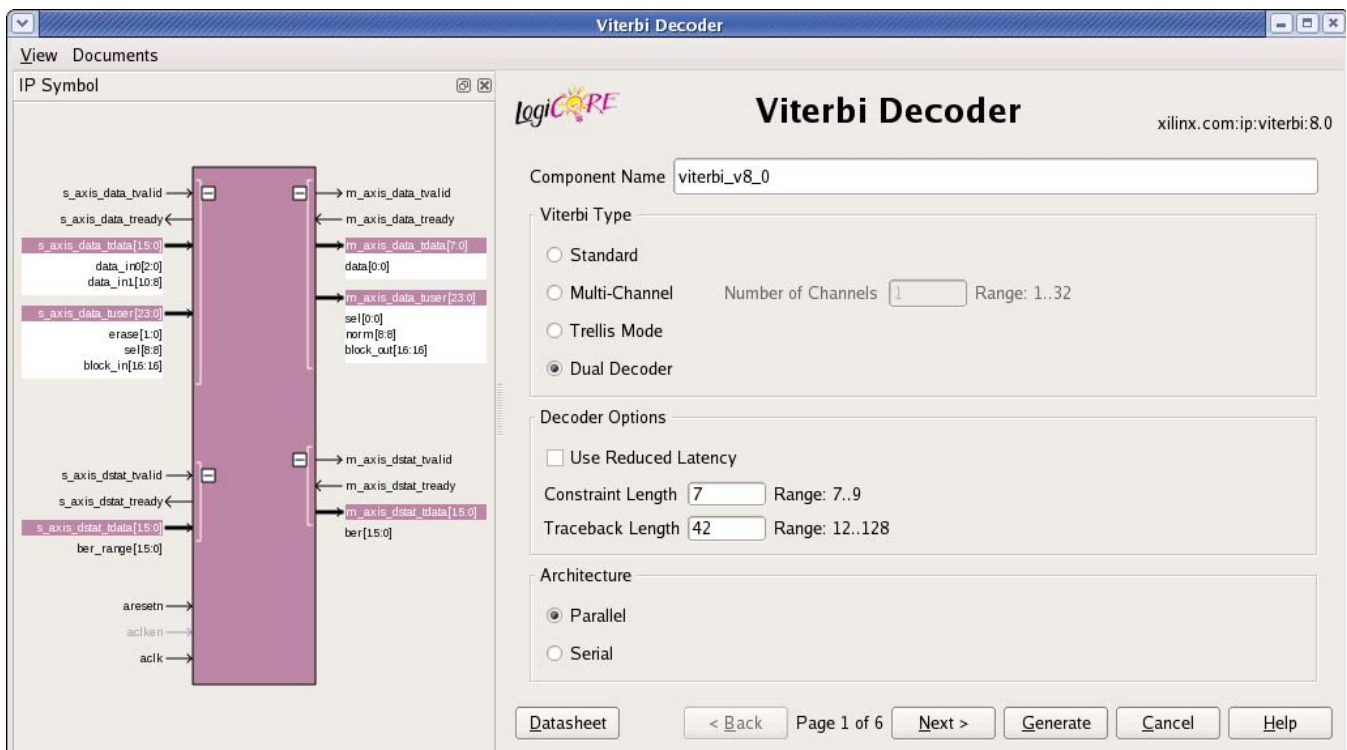 Viterbi Decoder
View Documents
IP Symbol
s_axis_data_tvalid
s_axis_data_tready
s_axis_data_tdata[15:0]
data_in0[2:0]
data_in1[10:8]
s_axis_data_tuser[23:0]
erase[1:0]
sel[8:8]
block_in[16:16]
s_axis_dstat_tvalid
s_axis_dstat_tready
s_axis_dstat_tdata[15:0]
ber_range[15:0]
aresetn
aclken
aclk
m_axis_data_tvalid
m_axis_data_tready
m_axis_data_tdata[7:0]
data[0:0]
m_axis_data_tuser[23:0]
sel[0:0]
norm[8:8]
block_out[16:16]
m_axis_dstat_tvalid
m_axis_dstat_tready
m_axis_dstat_tdata[15:0]
ber[15:0]
LogiCORE
Viterbi Decoder
xilinx.com:ip:viterbi:8.0
Component Name viterbi_v8_0
Viterbi Type
Standard
Multi-Channel Number of Channels 1 Range: 1..32
Trellis Mode
Dual Decoder
Decoder Options
Use Reduced Latency
Constraint Length 7 Range: 7..9
Traceback Length 42 Range: 12..128
Architecture
Parallel
Serial
Datasheet < Back Page 1 of 6 Next > Generate Cancel Help